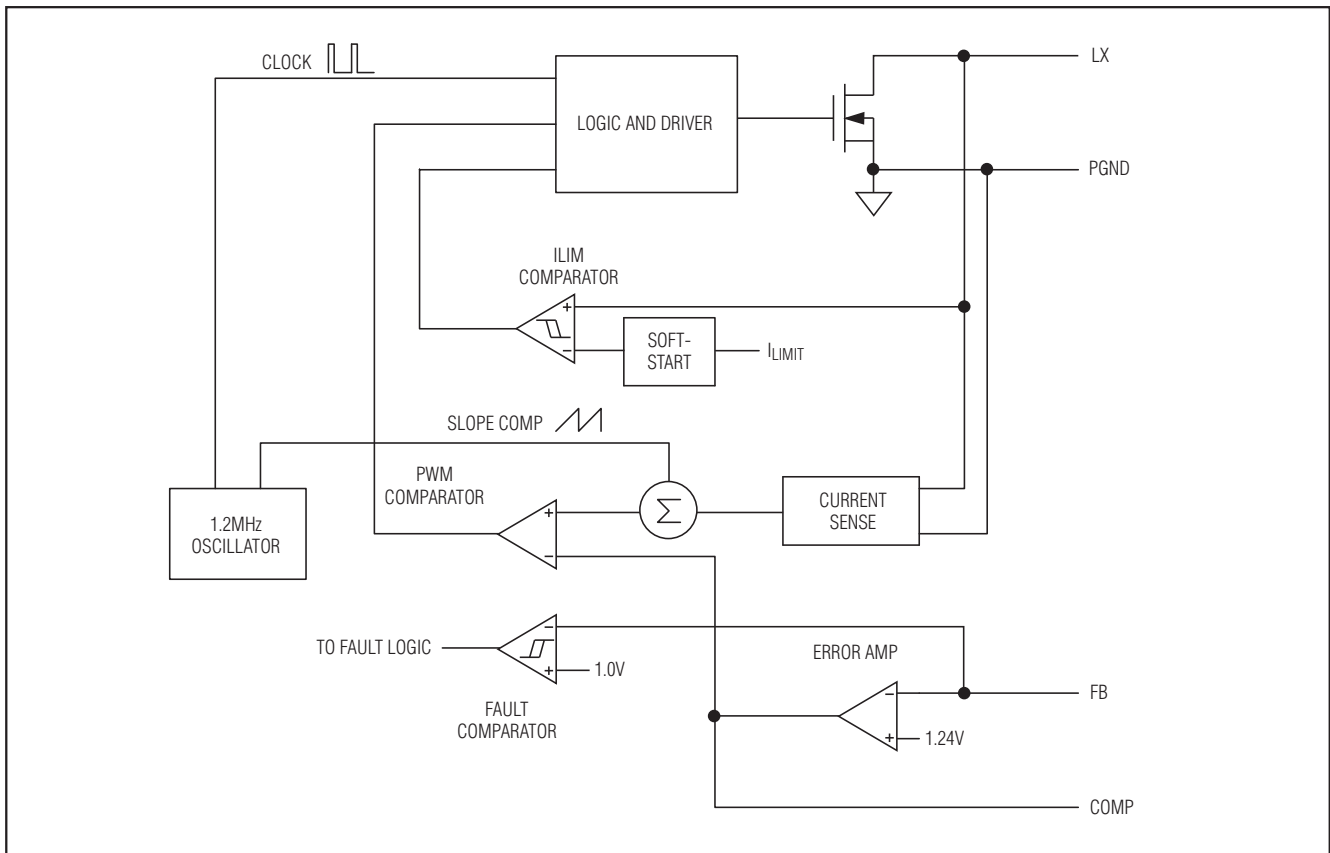 CLOCK
LX
LOGIC AND DRIVER
PGND
ILIM
COMPARATOR
+
−
SOFT-
START
ILIMIT
SLOPE COMP
PWM
COMPARATOR
1.2MHz
OSCILLATOR
+
−
Σ
CURRENT
SENSE
TO FAULT LOGIC
−
+
1.0V
FAULT
COMPARATOR
ERROR AMP
−
+
1.24V
FB
COMP